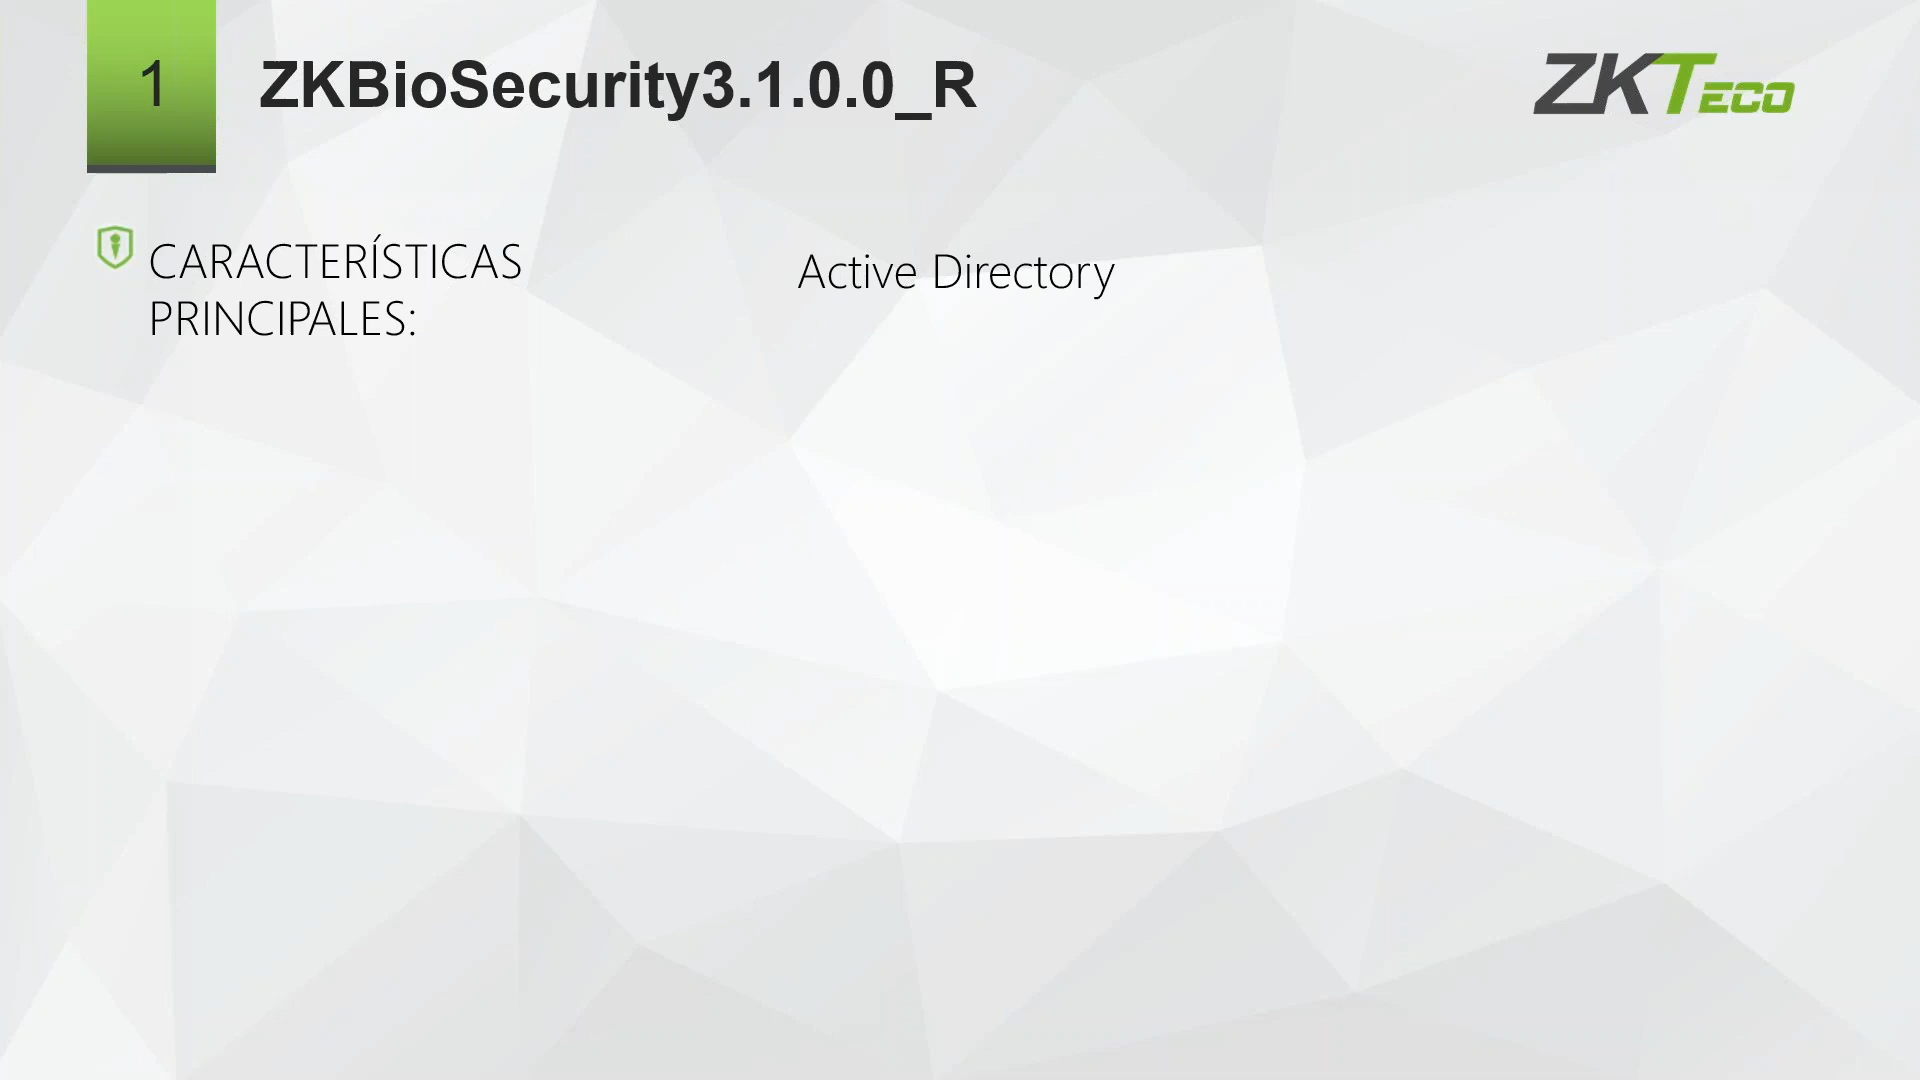 1
ZKBioSecurity3.1.0.0_R
ZKTECO
CARACTERÍSTICAS
PRINCIPALES:
Active Directory